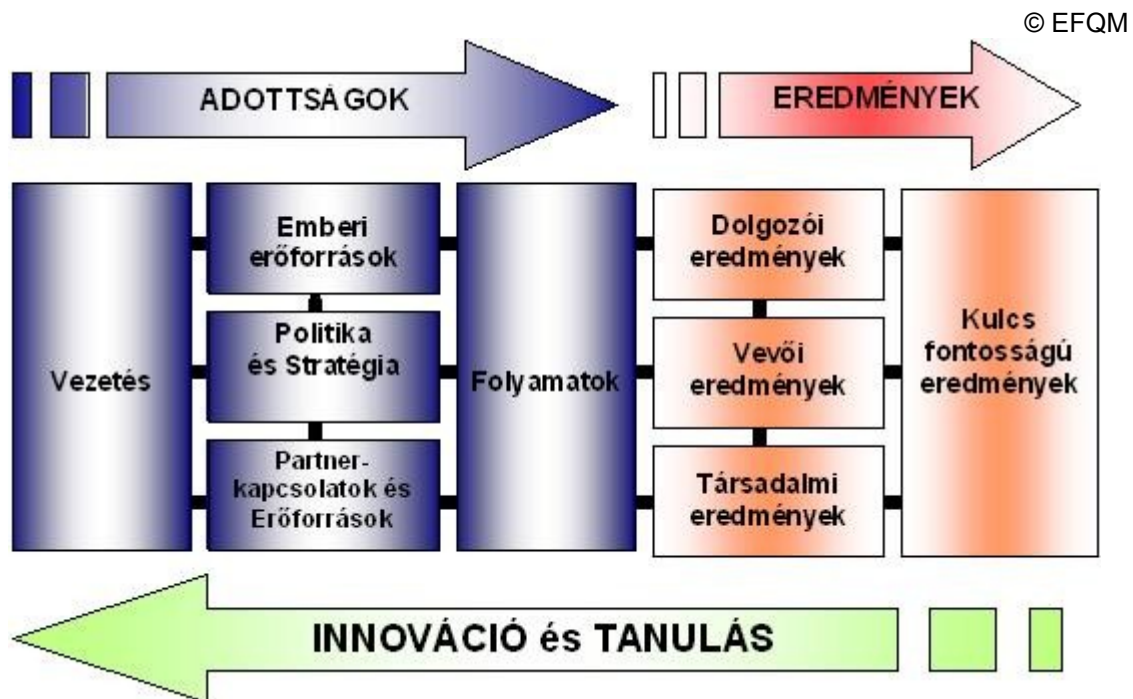 © EFQM
ADOTTSÁGOK
EREDMÉNYEK
Vezetés
Emberi
erőforrások
Politika
és Stratégia
Partner-
kapcsolatok és
Erőforrások
Folyamatok
Dolgozói
eredmények
Vevői
eredmények
Társadalmi
eredmények
Kulcs
fontosságú
eredmények
INNOVÁCIÓ és TANULÁS